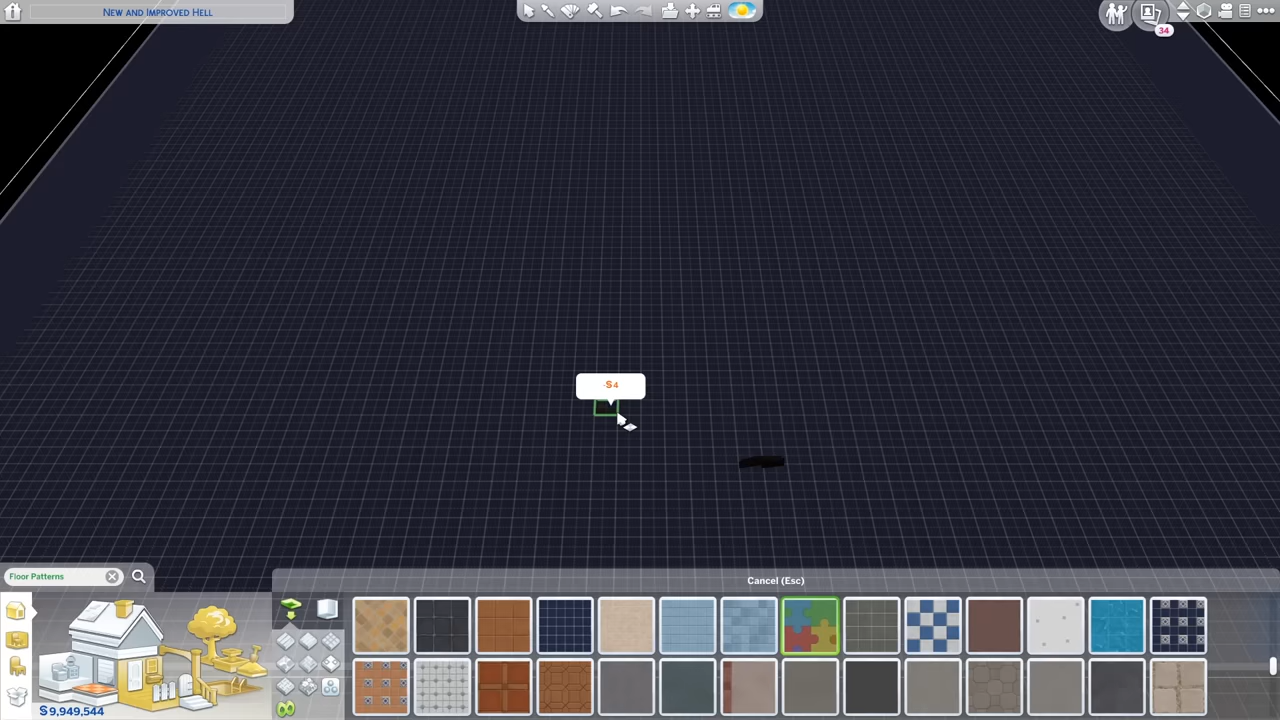 New and Improved Hell
34
-§4
Cancel (Esc)
Floor Patterns
§9,949,544